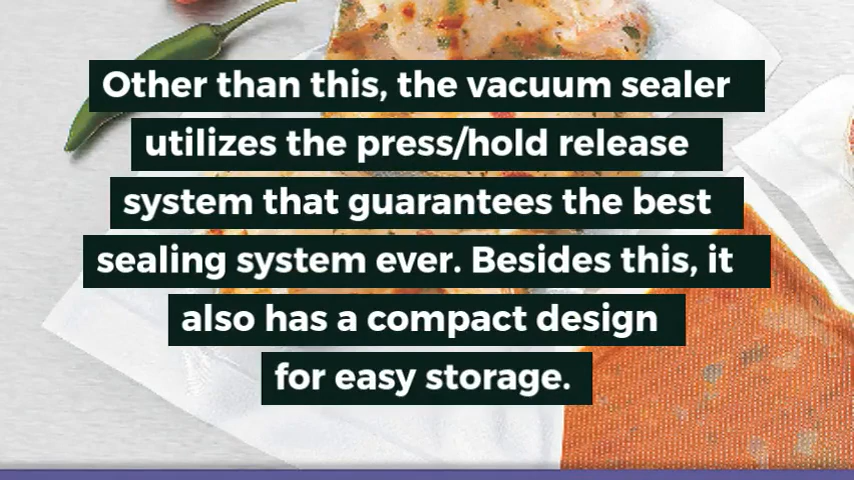 Other than this, the vacuum sealer
utilizes the press/hold release
system that guarantees the best
sealing system ever. Besides this, it
also has a compact design
for easy storage.